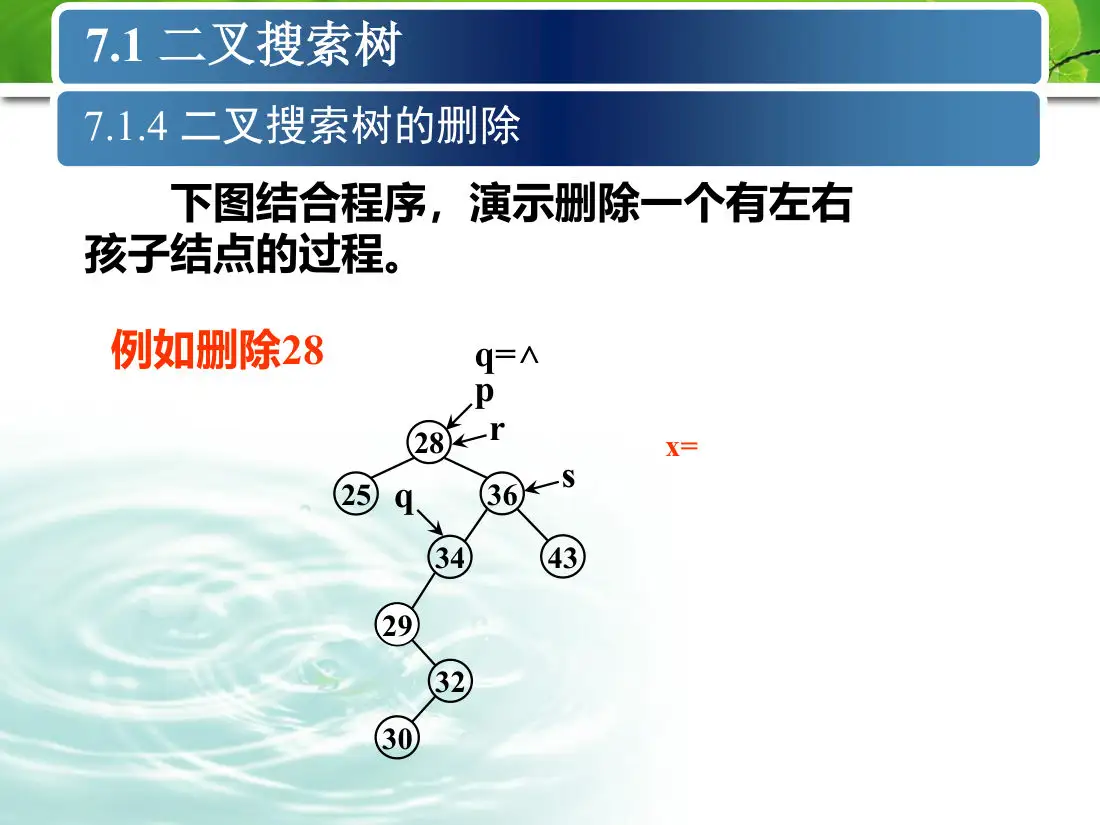 7.1 二叉搜索树
7.1.4 二叉搜索树的删除
下图结合程序，演示删除一个有左右
孩子结点的过程。
例如删除28
q=^
p
r
28
x=
s
25
q
36
34
43
29
32
30